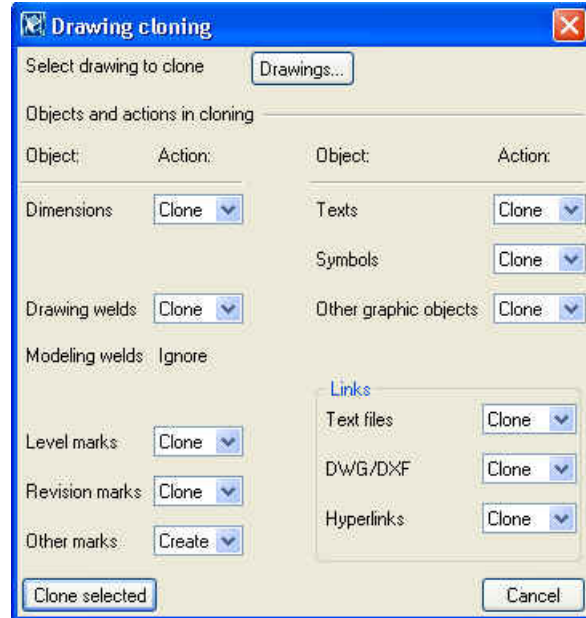 Drawing cloning
Select drawing to clone Drawings...
Objects and actions in cloning
Object: Action: Object: Action:
Dimensions Clone Texts Clone
Symbols Clone
Drawing welds Clone Other graphic objects Clone
Modeling welds Ignore
Links
Text files Clone
Level marks Clone
DWG/DXF Clone
Revision marks Clone
Hyperlinks Clone
Other marks Create
Clone selected Cancel